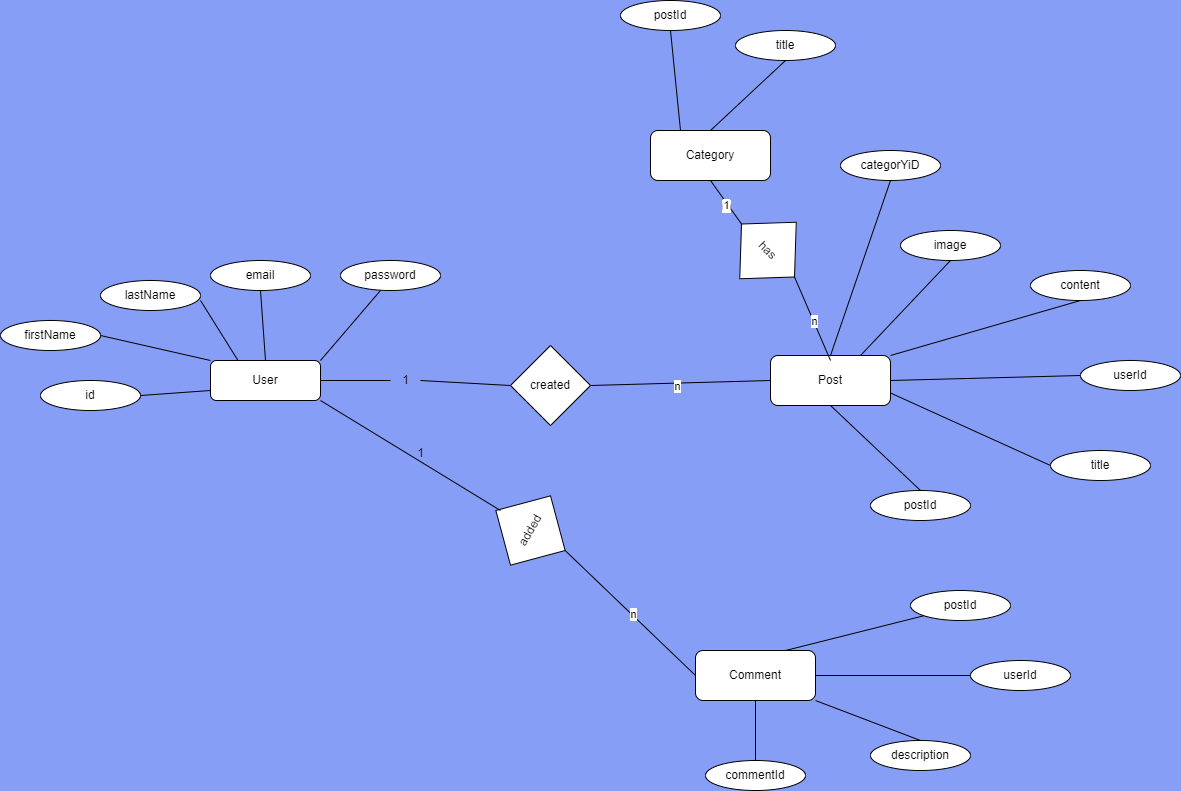 postId
title
Category
categorYiD
1
has
image
email
password
content
lastName
n
firstName
User
1
created
n
Post
userId
id
1
title
postId
added
postId
n
Comment
userId
description
commentId